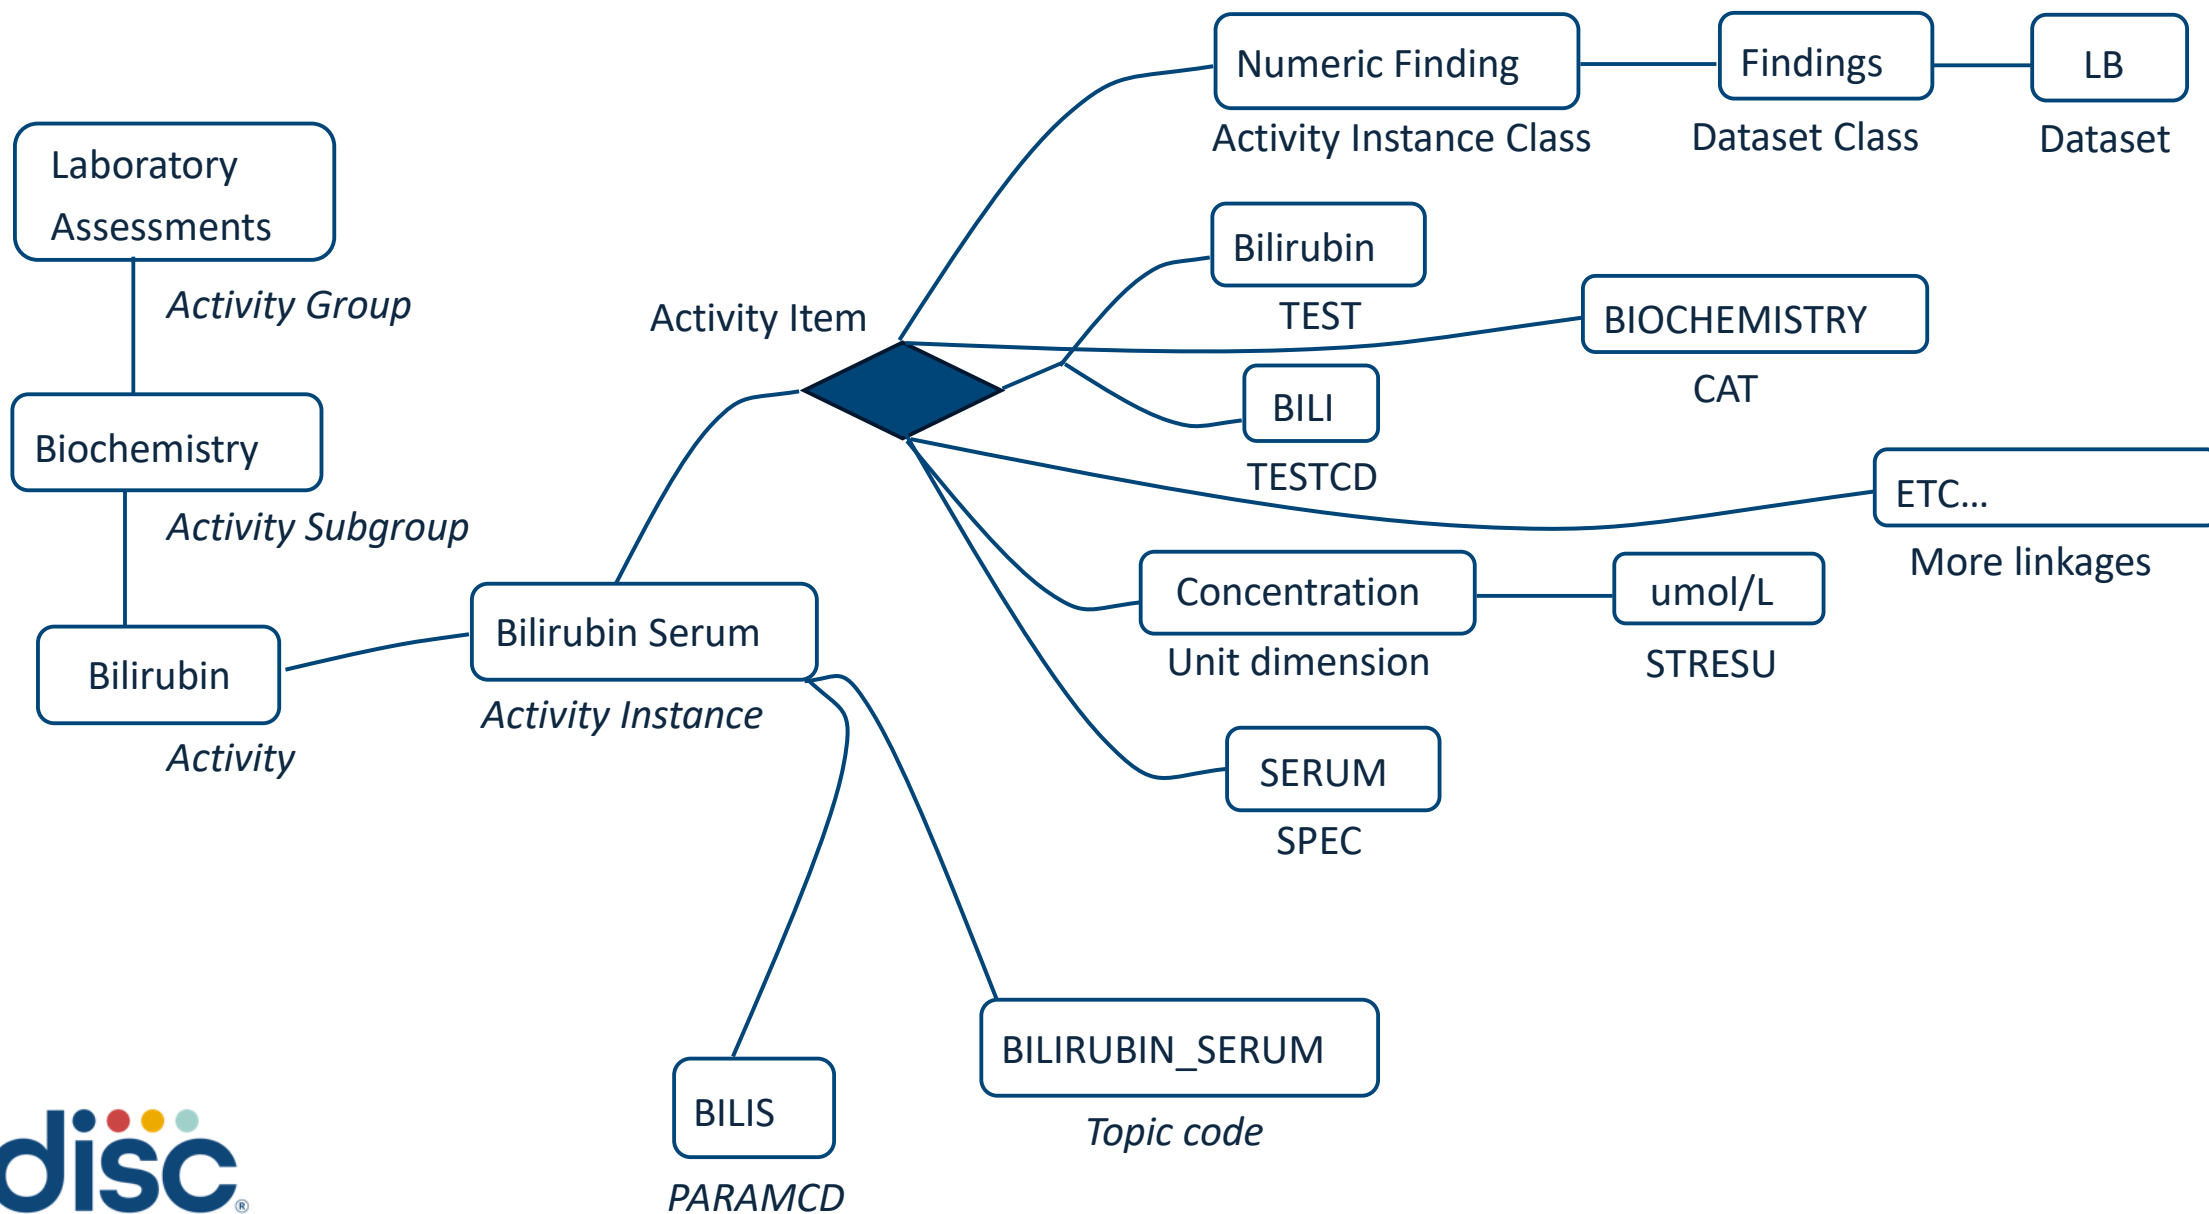 Numeric Finding
Activity Instance Class
Findings
Dataset Class
LB
Dataset
Laboratory
Assessments
Activity Group
Bilirubin
TEST
Activity Item
BIOCHEMISTRY
CAT
BILI
TESTCD
Biochemistry
Activity Subgroup
ETC...
More linkages
Concentration
Unit dimension
umol/L
STRESU
Bilirubin Serum
Activity Instance
Bilirubin
Activity
SERUM
SPEC
BILIRUBIN_SERUM
Topic code
BILIS
PARAMCD
disc®